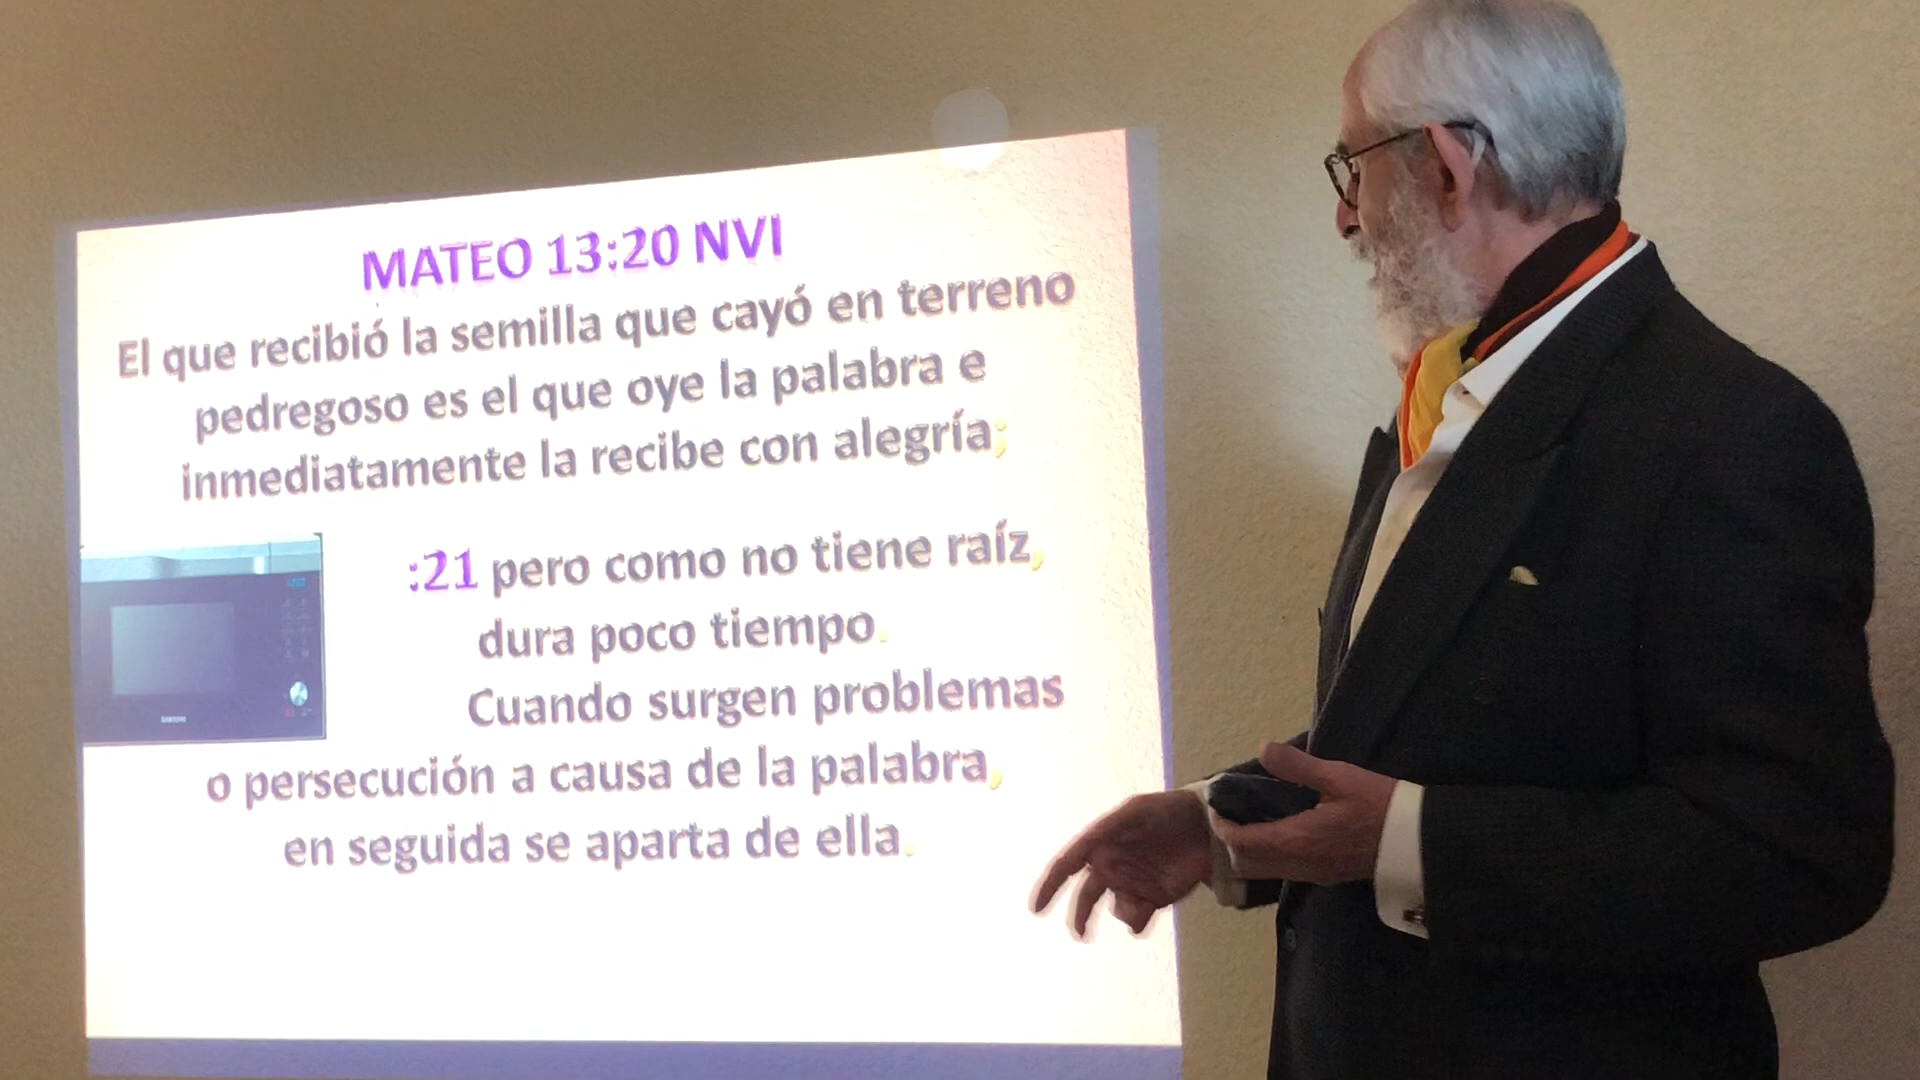 MATEO 13:20 NVI
El que recibió la semilla que cayó en terreno
pedregoso es el que oye la palabra e
inmediatamente la recibe con alegría;
:21 pero como no tiene raíz,
dura poco tiempo.
Cuando surgen problemas
o persecución a causa de la palabra,
en seguida se aparta de ella.
SAMSUNG